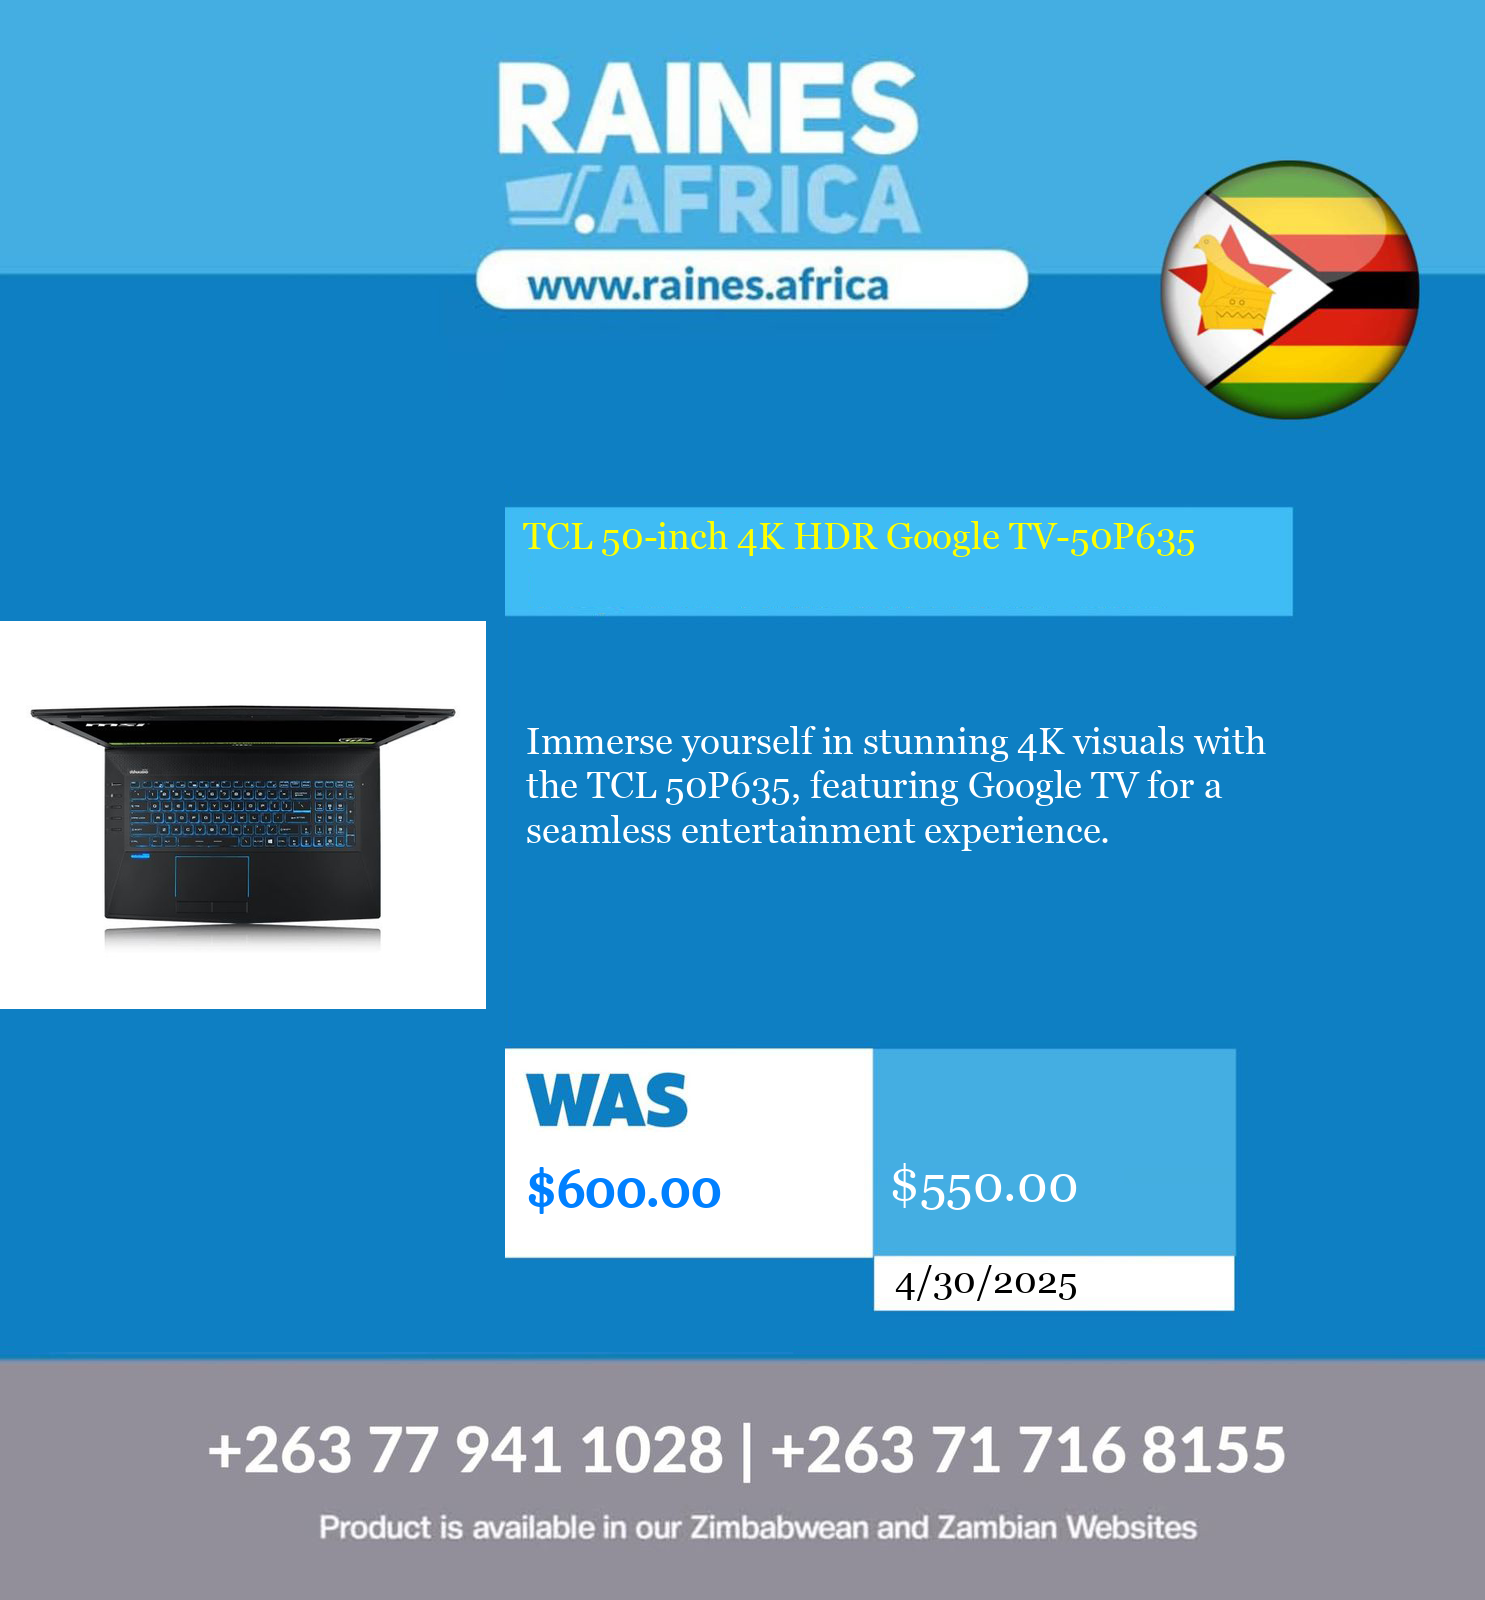 RAINES
.AFRICA
www.raines.africa
TCL 50-inch 4K HDR Google TV-50P635
msi
Immerse yourself in stunning 4K visuals with
the TCL 50P635, featuring Google TV for a
seamless entertainment experience.
WAS
$600.00
$550.00
4/30/2025
+263 77 941 1028 | +263 71 716 8155
Product is available in our Zimbabwean and Zambian Websites